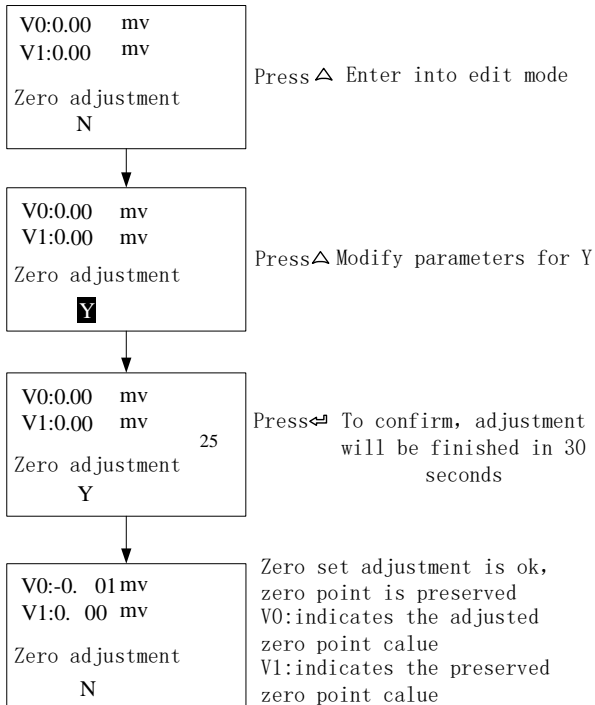 V0:0.00 mv
V1:0.00 mv
Zero adjustment
N
Press△ Enter into edit mode
V0:0.00 mv
V1:0.00 mv
Zero adjustment
Y
Press△ Modify parameters for Y
V0:0.00 mv
V1:0.00 mv
25
Zero adjustment
Y
Press↵ To confirm, adjustment
will be finished in 30
seconds
V0:-0. 01 mv
V1:0. 00 mv
Zero adjustment
N
Zero set adjustment is ok,
zero point is preserved
V0:indicates the adjusted
zero point calue
V1:indicates the preserved
zero point calue